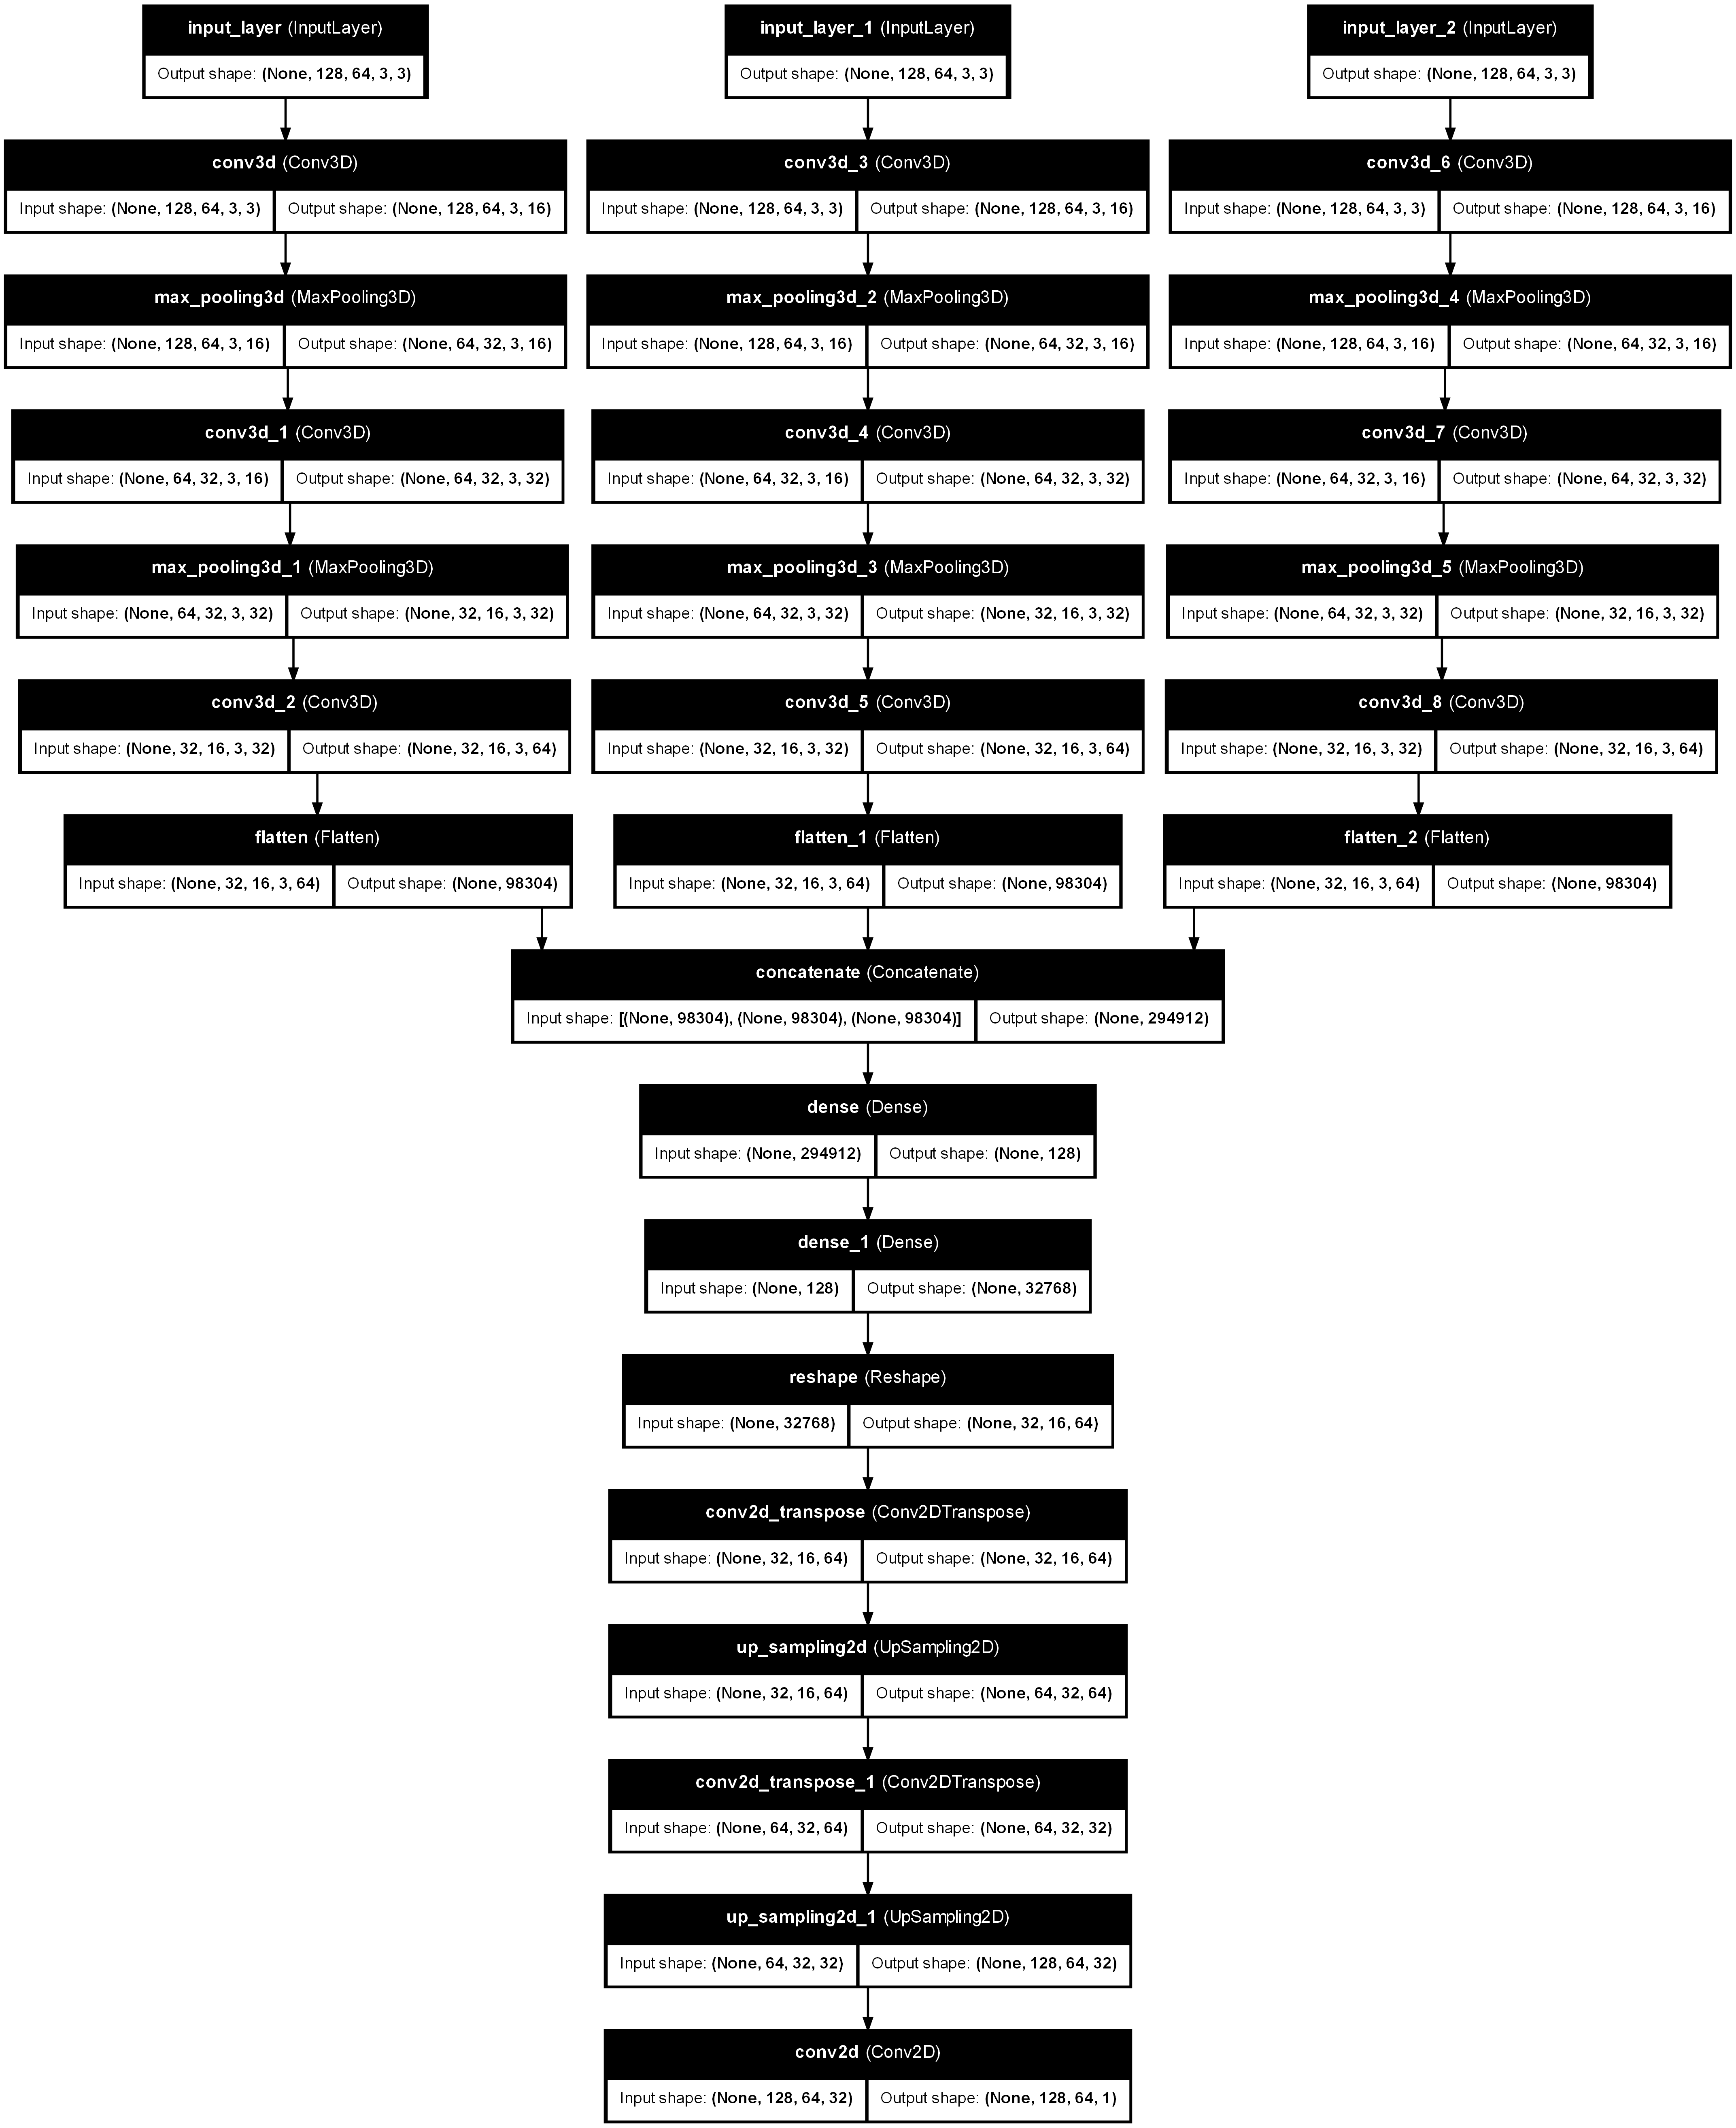 input_layer (InputLayer)
Output shape: (None, 128, 64, 3, 3)
input_layer_1 (InputLayer)
Output shape: (None, 128, 64, 3, 3)
input_layer_2 (InputLayer)
Output shape: (None, 128, 64, 3, 3)
conv3d (Conv3D)
Input shape: (None, 128, 64, 3, 3) Output shape: (None, 128, 64, 3, 16)
conv3d_3 (Conv3D)
Input shape: (None, 128, 64, 3, 3) Output shape: (None, 128, 64, 3, 16)
conv3d_6 (Conv3D)
Input shape: (None, 128, 64, 3, 3) Output shape: (None, 128, 64, 3, 16)
max_pooling3d (MaxPooling3D)
Input shape: (None, 128, 64, 3, 16) Output shape: (None, 64, 32, 3, 16)
max_pooling3d_2 (MaxPooling3D)
Input shape: (None, 128, 64, 3, 16) Output shape: (None, 64, 32, 3, 16)
max_pooling3d_4 (MaxPooling3D)
Input shape: (None, 128, 64, 3, 16) Output shape: (None, 64, 32, 3, 16)
conv3d_1 (Conv3D)
Input shape: (None, 64, 32, 3, 16) Output shape: (None, 64, 32, 3, 32)
conv3d_4 (Conv3D)
Input shape: (None, 64, 32, 3, 16) Output shape: (None, 64, 32, 3, 32)
conv3d_7 (Conv3D)
Input shape: (None, 64, 32, 3, 16) Output shape: (None, 64, 32, 3, 32)
max_pooling3d_1 (MaxPooling3D)
Input shape: (None, 64, 32, 3, 32) Output shape: (None, 32, 16, 3, 32)
max_pooling3d_3 (MaxPooling3D)
Input shape: (None, 64, 32, 3, 32) Output shape: (None, 32, 16, 3, 32)
max_pooling3d_5 (MaxPooling3D)
Input shape: (None, 64, 32, 3, 32) Output shape: (None, 32, 16, 3, 32)
conv3d_2 (Conv3D)
Input shape: (None, 32, 16, 3, 32) Output shape: (None, 32, 16, 3, 64)
conv3d_5 (Conv3D)
Input shape: (None, 32, 16, 3, 32) Output shape: (None, 32, 16, 3, 64)
conv3d_8 (Conv3D)
Input shape: (None, 32, 16, 3, 32) Output shape: (None, 32, 16, 3, 64)
flatten (Flatten)
Input shape: (None, 32, 16, 3, 64) Output shape: (None, 98304)
flatten_1 (Flatten)
Input shape: (None, 32, 16, 3, 64) Output shape: (None, 98304)
flatten_2 (Flatten)
Input shape: (None, 32, 16, 3, 64) Output shape: (None, 98304)
concatenate (Concatenate)
Input shape: [(None, 98304), (None, 98304), (None, 98304)] Output shape: (None, 294912)
dense (Dense)
Input shape: (None, 294912) Output shape: (None, 128)
dense_1 (Dense)
Input shape: (None, 128) Output shape: (None, 32768)
reshape (Reshape)
Input shape: (None, 32768) Output shape: (None, 32, 16, 64)
conv2d_transpose (Conv2DTranspose)
Input shape: (None, 32, 16, 64) Output shape: (None, 32, 16, 64)
up_sampling2d (UpSampling2D)
Input shape: (None, 32, 16, 64) Output shape: (None, 64, 32, 64)
conv2d_transpose_1 (Conv2DTranspose)
Input shape: (None, 64, 32, 64) Output shape: (None, 64, 32, 32)
up_sampling2d_1 (UpSampling2D)
Input shape: (None, 64, 32, 32) Output shape: (None, 128, 64, 32)
conv2d (Conv2D)
Input shape: (None, 128, 64, 32) Output shape: (None, 128, 64, 1)